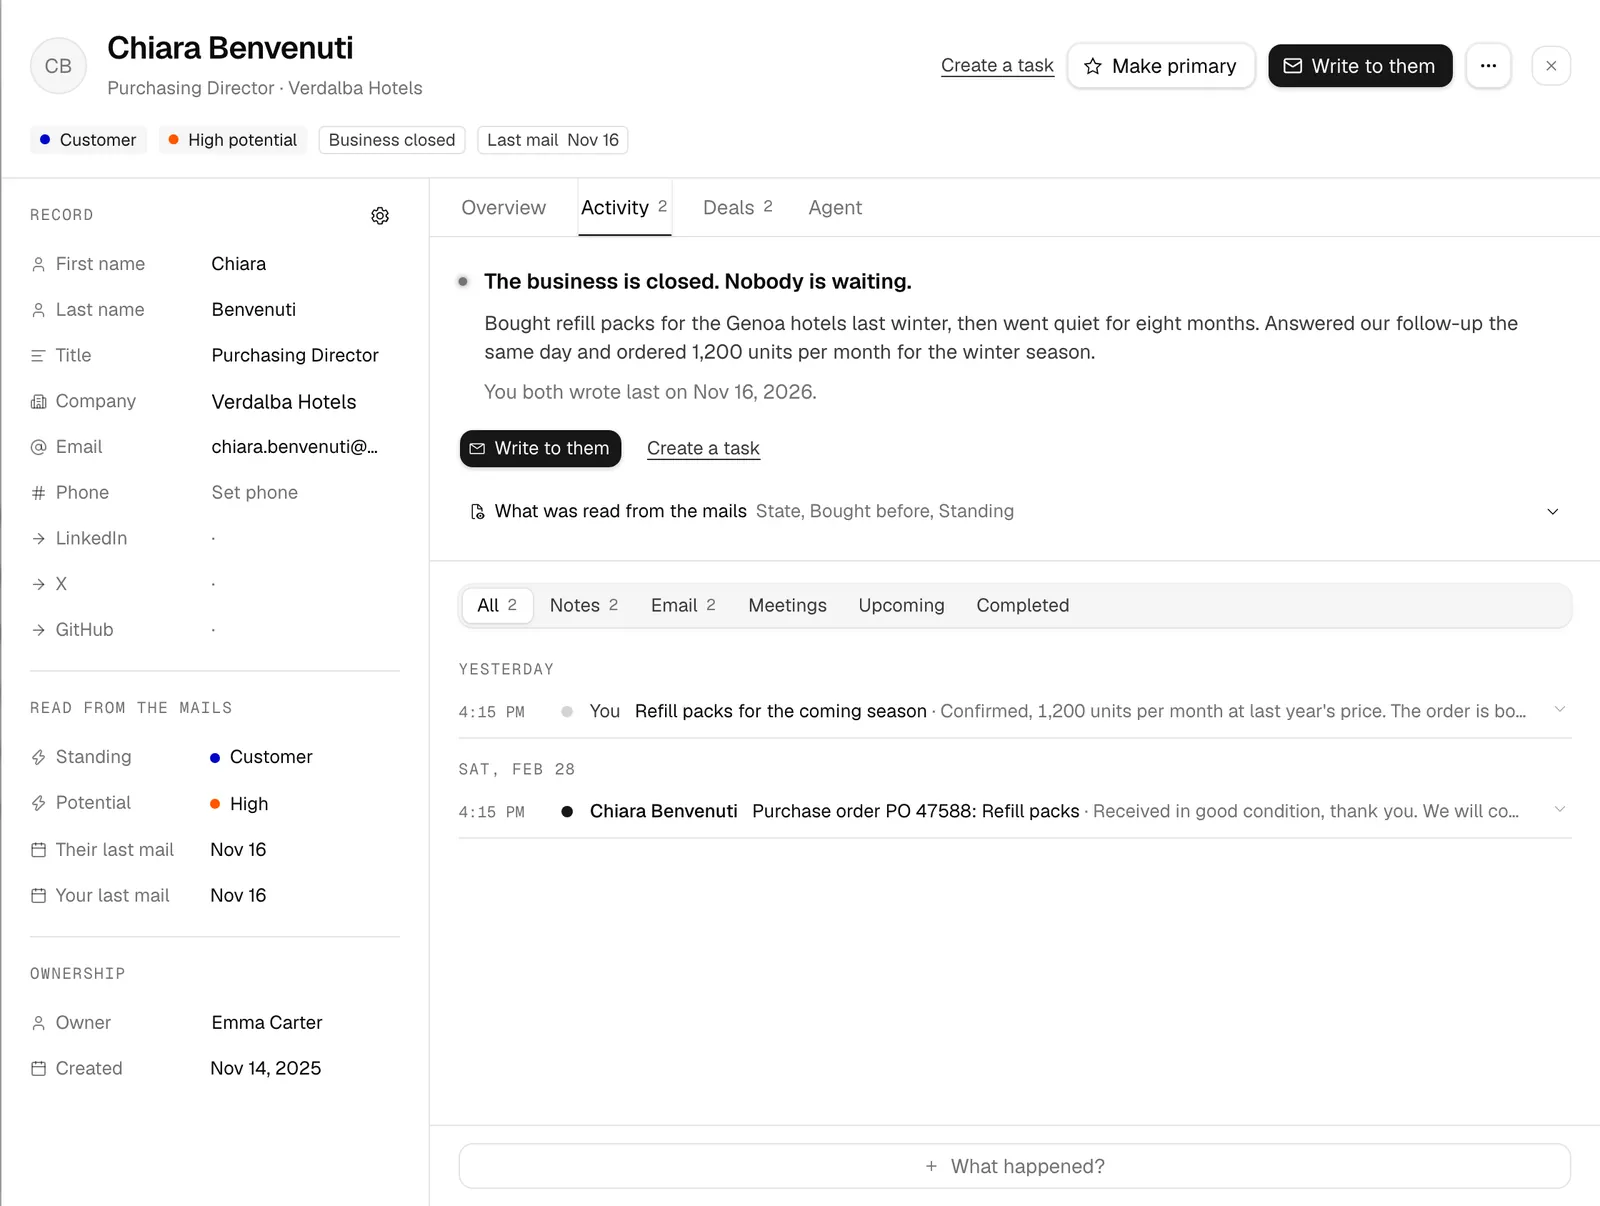 CB
Chiara Benvenuti
Purchasing Director · Verdalba Hotels
Create a task
Make primary
Write to them
Customer
High potential
Business closed
Last mail Nov 16
RECORD
First name Chiara
Last name Benvenuti
Title Purchasing Director
Company Verdalba Hotels
Email chiara.benvenuti@...
Phone Set phone
LinkedIn ·
X ·
GitHub ·
READ FROM THE MAILS
Standing Customer
Potential High
Their last mail Nov 16
Your last mail Nov 16
OWNERSHIP
Owner Emma Carter
Created Nov 14, 2025
Overview
Activity 2
Deals 2
Agent
The business is closed. Nobody is waiting.
Bought refill packs for the Genoa hotels last winter, then went quiet for eight months. Answered our follow-up the
same day and ordered 1,200 units per month for the winter season.
You both wrote last on Nov 16, 2026.
Write to them
Create a task
What was read from the mails State, Bought before, Standing
All 2
Notes 2
Email 2
Meetings
Upcoming
Completed
YESTERDAY
4:15 PM You Refill packs for the coming season · Confirmed, 1,200 units per month at last year's price. The order is bo...
SAT, FEB 28
4:15 PM Chiara Benvenuti Purchase order PO 47588: Refill packs · Received in good condition, thank you. We will co...
+ What happened?